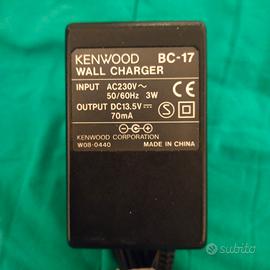 KENWOOD BC-17
WALL CHARGER
INPUT AC230V~
50/60Hz 3W
OUTPUT DC13.5V⎓
70mA
CE
KENWOOD CORPORATION
W08-0440 MADE IN CHINA
subito